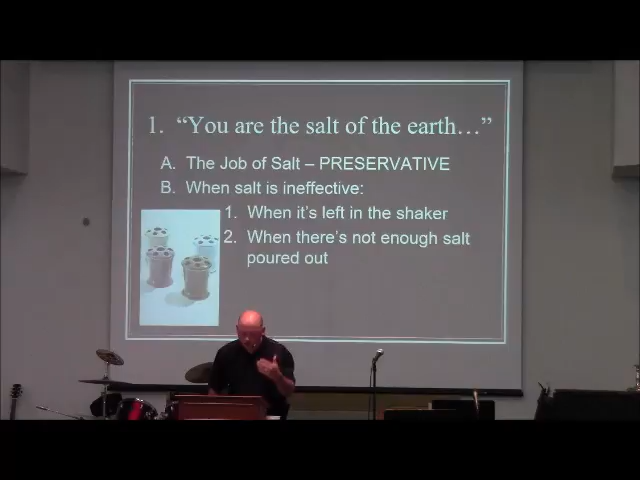 1. “You are the salt of the earth…”
A. The Job of Salt – PRESERVATIVE
B. When salt is ineffective:
1. When it’s left in the shaker
2. When there’s not enough salt
poured out